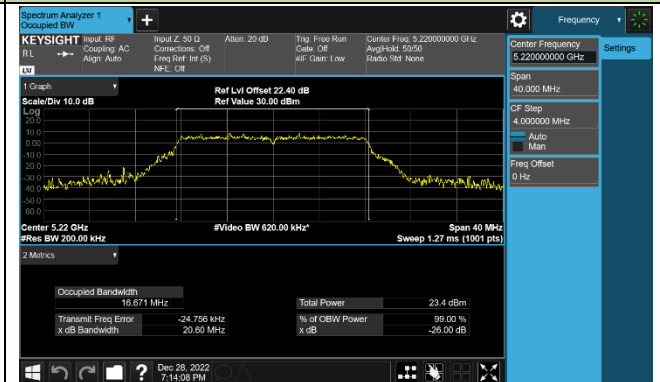 Spectrum Analyzer 1
Occupied BW
+
Frequency
KEYSIGHT
RL
LXI
Input: RF
Coupling: AC
Align: Auto
Input Z: 50 Ω
Corrections: Off
Freq Ref: Int (S)
NFE: Off
Atten: 20 dB
Trig: Free Run
Gate: Off
#IF Gain: Low
Center Freq: 5.220000000 GHz
Avg|Hold: 50/50
Radio Std: None
Center Frequency
5.220000000 GHz
Settings
Span
40.000 MHz
CF Step
4.000000 MHz
Auto
Man
Freq Offset
0 Hz
1 Graph
Scale/Div 10.0 dB
Ref Lvl Offset 22.40 dB
Ref Value 30.00 dBm
Log
20.0
10.0
0.00
-10.0
-20.0
-30.0
-40.0
-50.0
-60.0
Center 5.22 GHz
#Video BW 620.00 kHz*
Span 40 MHz
#Res BW 200.00 kHz
Sweep 1.27 ms (1001 pts)
2 Metrics
Occupied Bandwidth
16.671 MHz
Total Power 23.4 dBm
Transmit Freq Error -24.756 kHz
% of OBW Power 99.00 %
x dB Bandwidth 20.60 MHz
x dB -26.00 dB
?
Dec 28, 2022
7:14:08 PM